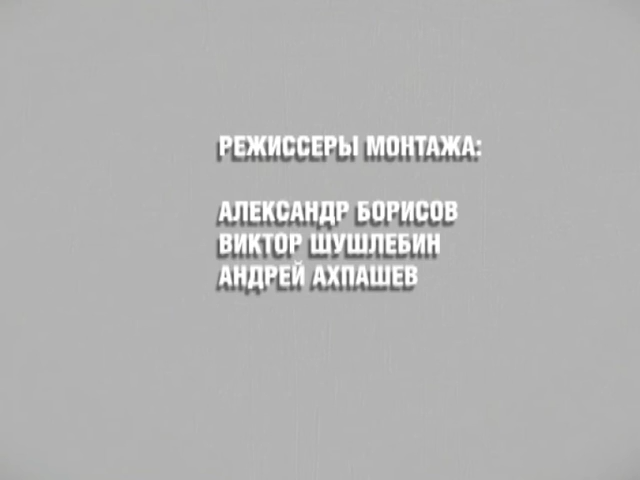 РЕЖИССЕРЫ МОНТАЖА:
АЛЕКСАНДР БОРИСОВ
ВИКТОР ШУШЛЕБИН
АНДРЕЙ АХПАШЕВ